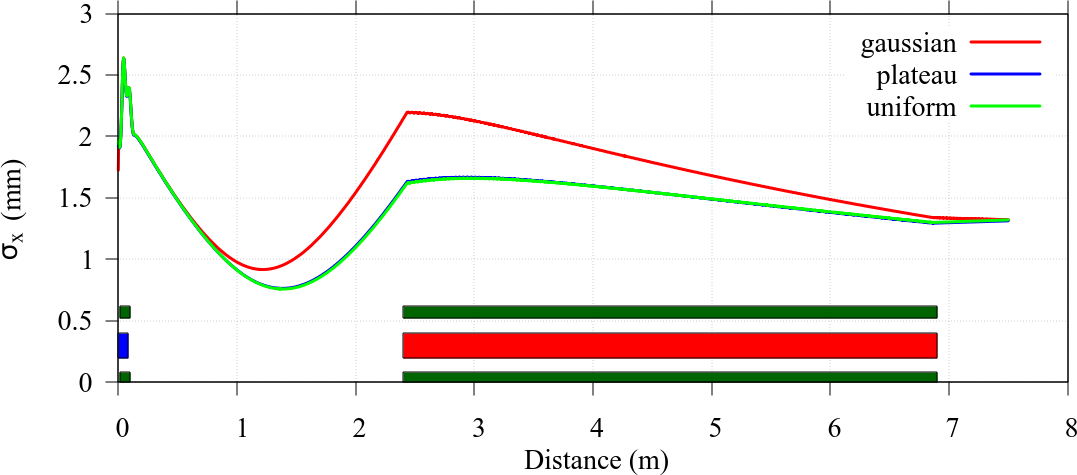 3
2.5
2
1.5
1
0.5
0
σx (mm)
gaussian
plateau
uniform
0 1 2 3 4 5 6 7 8
Distance (m)